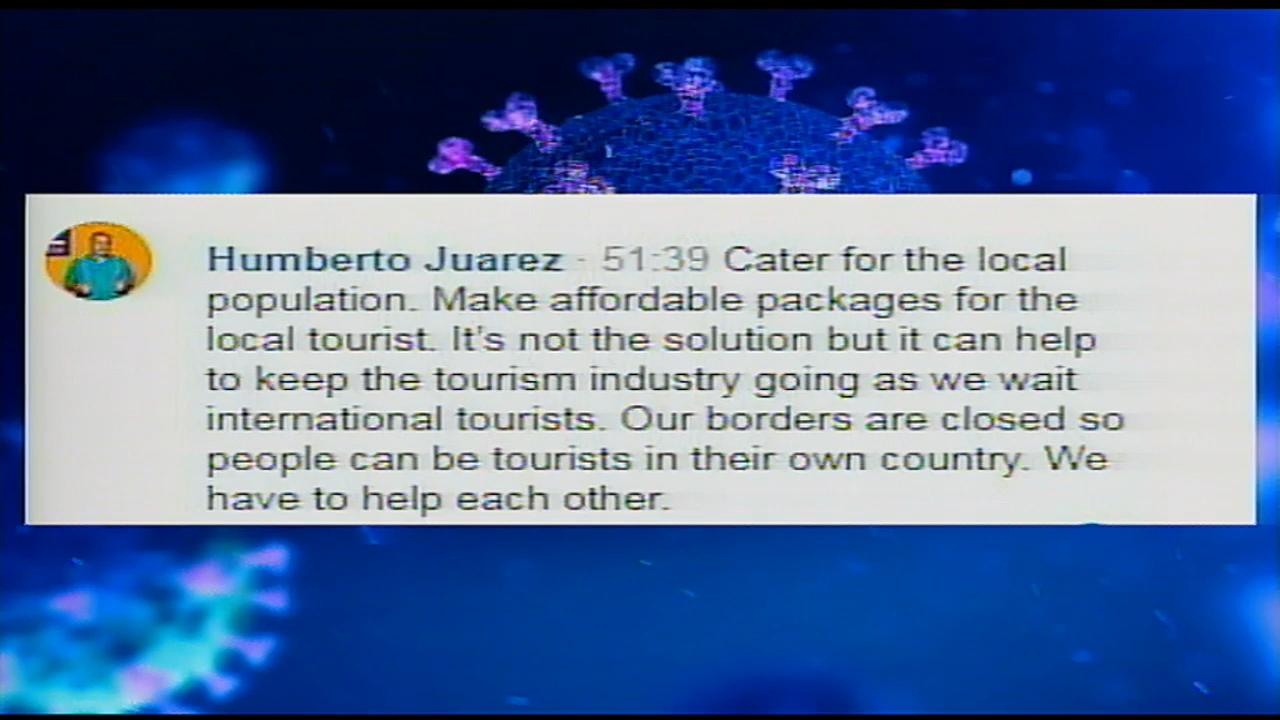 Humberto Juarez · 51:39 Cater for the local
population. Make affordable packages for the
local tourist. It's not the solution but it can help
to keep the tourism industry going as we wait
international tourists. Our borders are closed so
people can be tourists in their own country. We
have to help each other.